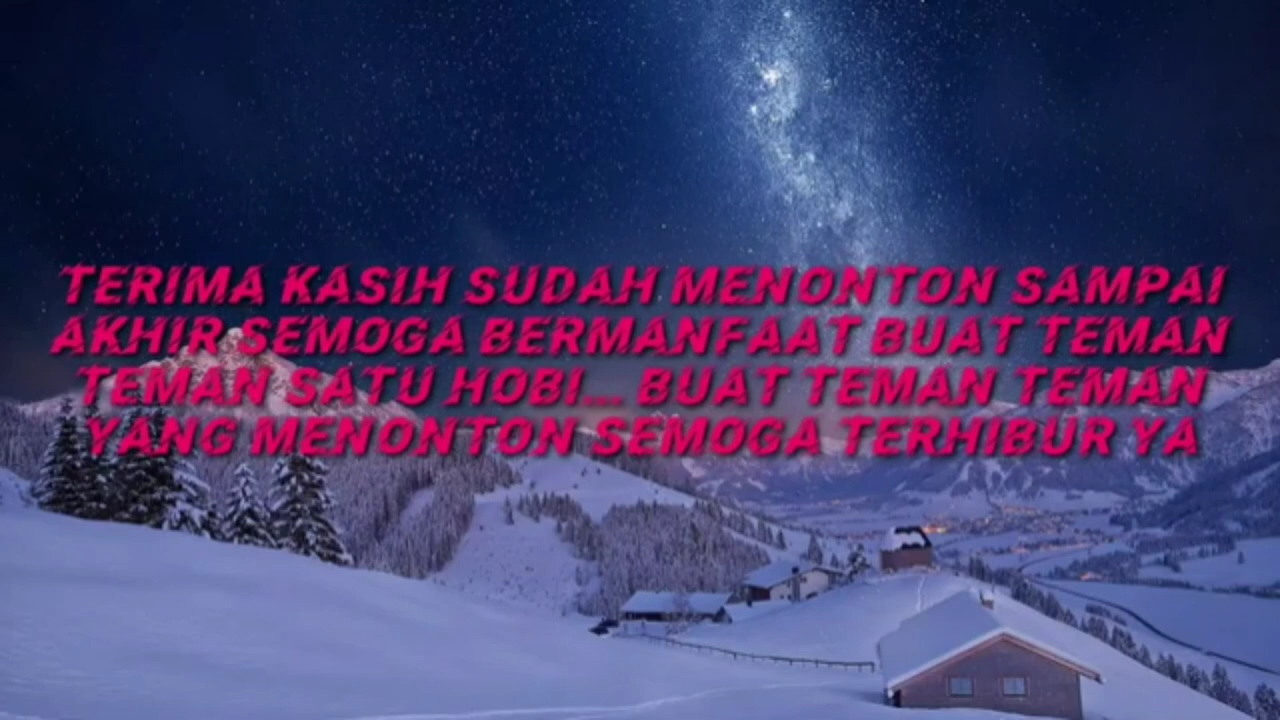 TERIMA KASIH SUDAH MENONTON SAMPAI
AKHIR SEMOGA BERMANFAAT BUAT TEMAN
TEMAN SATU HOBI... BUAT TEMAN TEMAN
YANG MENONTON SEMOGA TERHIBUR YA